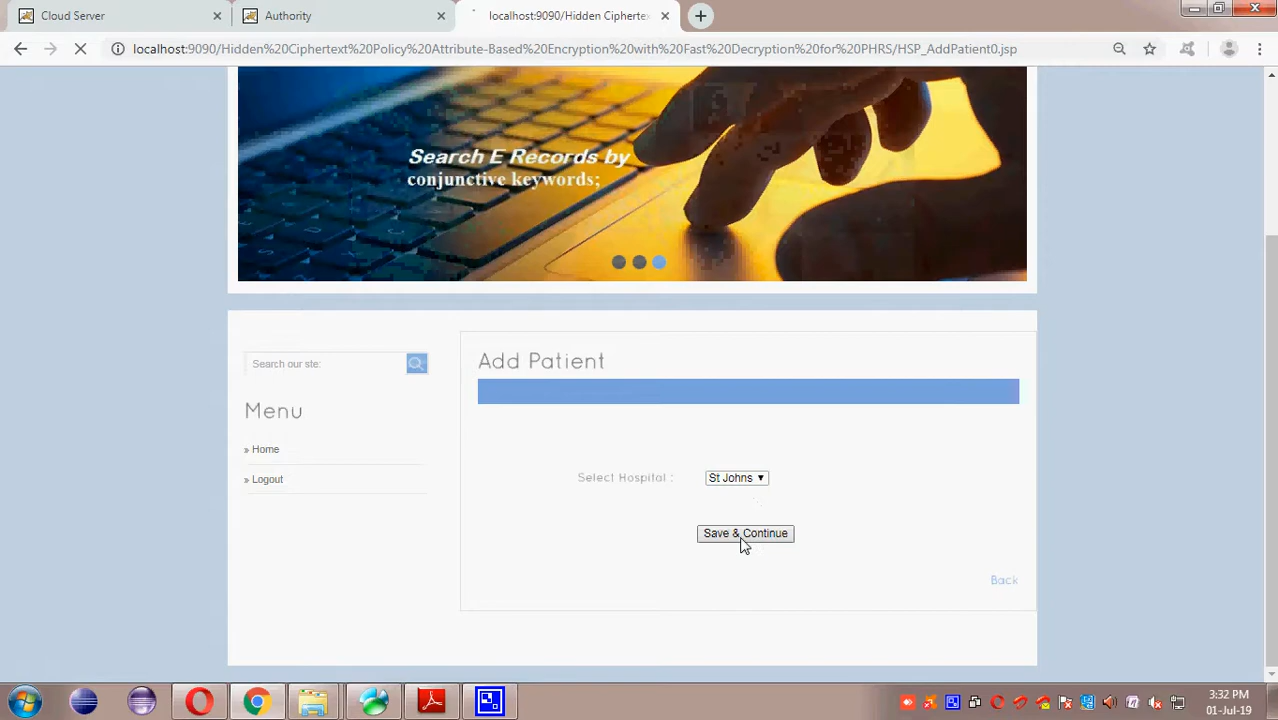 Cloud Server
Authority
localhost:9090/Hidden Ciphertex
localhost:9090/Hidden%20Ciphertext%20Policy%20Attribute-Based%20Encryption%20with%20Fast%20Decryption%20for%20PHRS/HSP_AddPatient0.jsp
Search E Records by
conjunctive keywords;
Search our ste:
Add Patient
Menu
» Home
» Logout
Select Hospital :
St Johns
Save & Continue
Back
3:32 PM
01-Jul-19